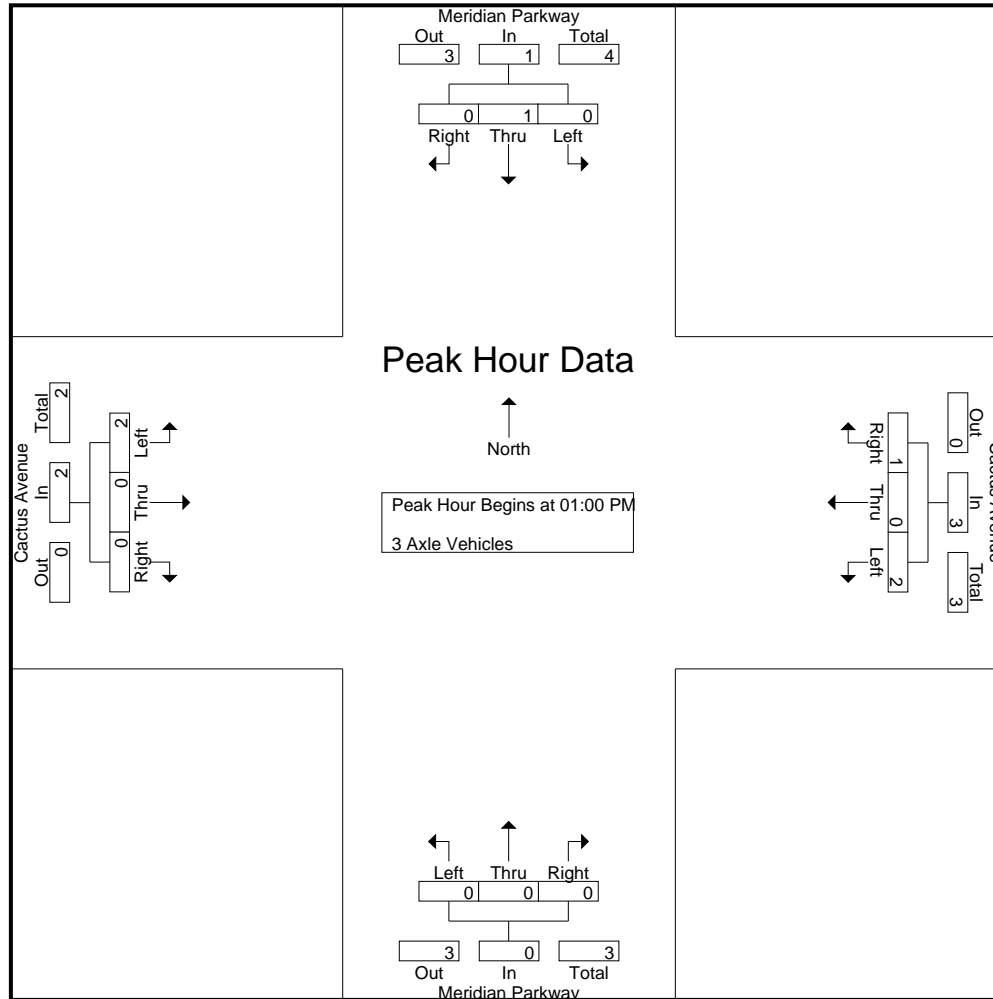 Meridian Parkway
Out In Total
3 1 4
0 1 0
Right Thru Left
Peak Hour Data
North
Peak Hour Begins at 01:00 PM
3 Axle Vehicles
Cactus Avenue
Out In Total
0 2 2
0 0 2
Right Thru Left
Out In Total
0 3 3
1 0 2
Right Thru Left
Left Thru Right
0 0 0
3 0 3
Out In Total
Meridian Parkway